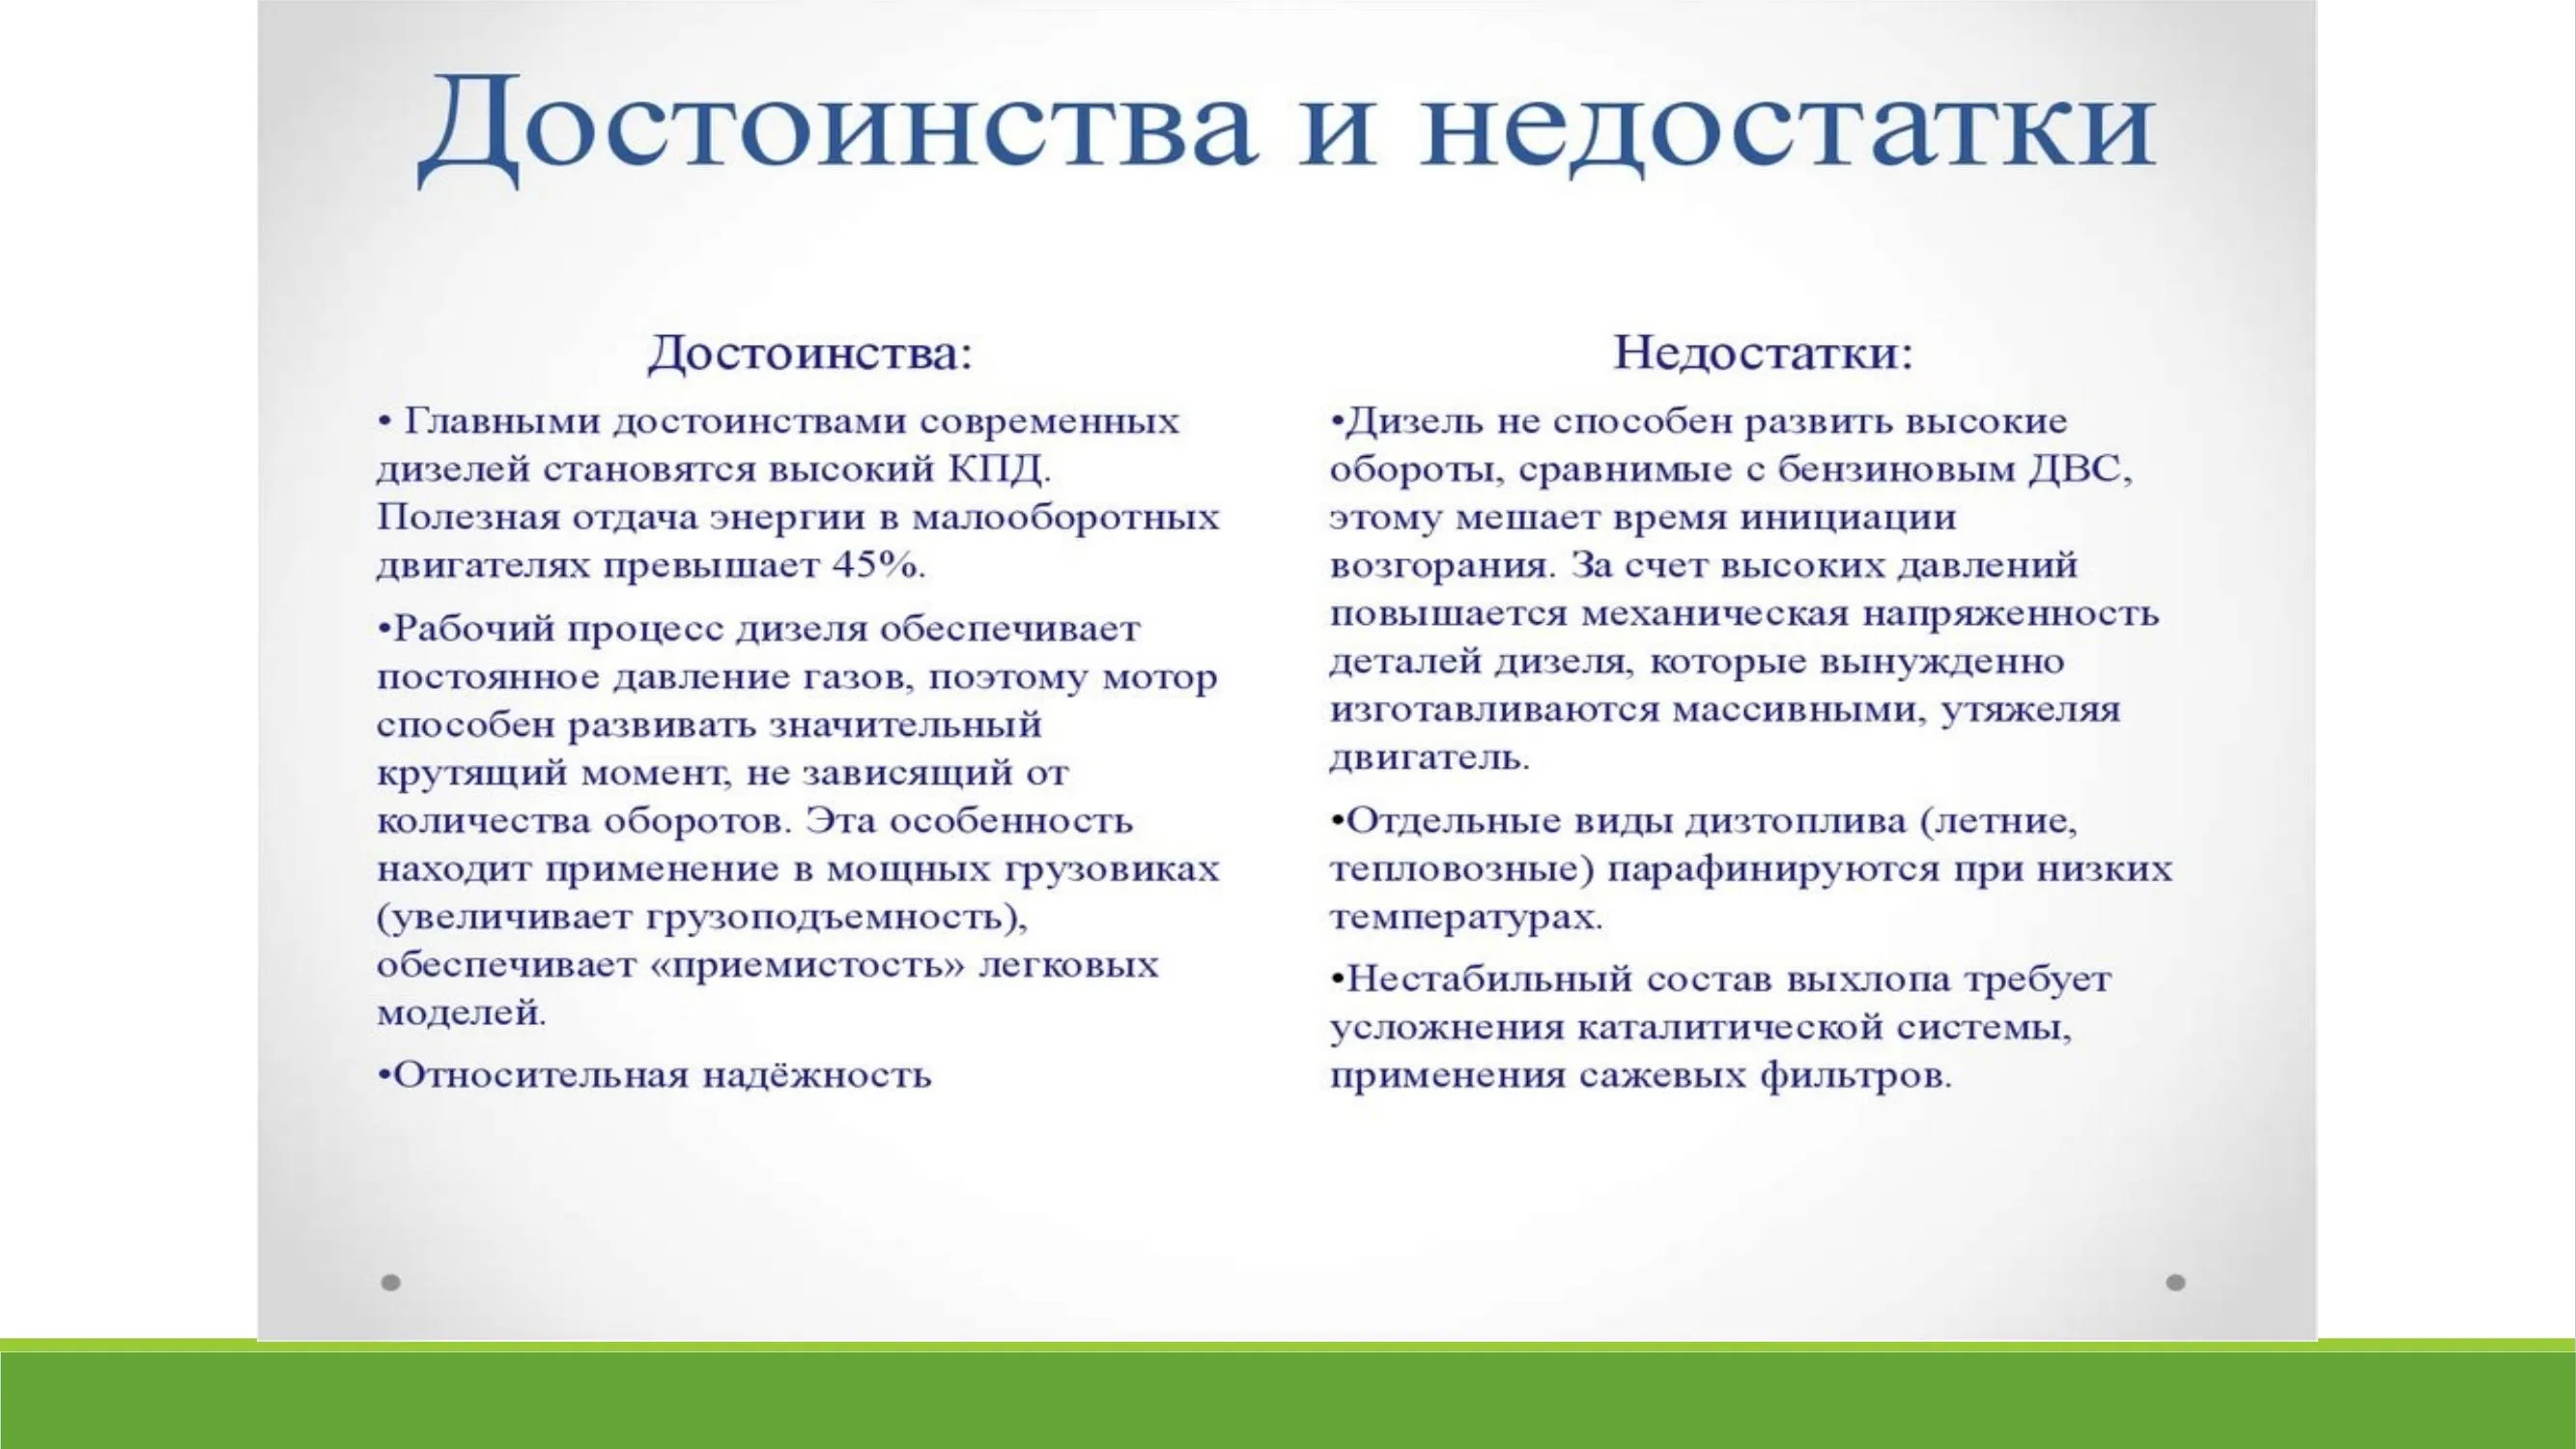 Достоинства и недостатки
Достоинства:
• Главными достоинствами современных
дизелей становятся высокий КПД.
Полезная отдача энергии в малооборотных
двигателях превышает 45%.
•Рабочий процесс дизеля обеспечивает
постоянное давление газов, поэтому мотор
способен развивать значительный
крутящий момент, не зависящий от
количества оборотов. Эта особенность
находит применение в мощных грузовиках
(увеличивает грузоподъемность),
обеспечивает «приемистость» легковых
моделей.
•Относительная надёжность
Недостатки:
•Дизель не способен развить высокие
обороты, сравнимые с бензиновым ДВС,
этому мешает время инициации
возгорания. За счет высоких давлений
повышается механическая напряженность
деталей дизеля, которые вынужденно
изготавливаются массивными, утяжеляя
двигатель.
•Отдельные виды дизтоплива (летние,
тепловозные) парафинируются при низких
температурах.
•Нестабильный состав выхлопа требует
усложнения каталитической системы,
применения сажевых фильтров.